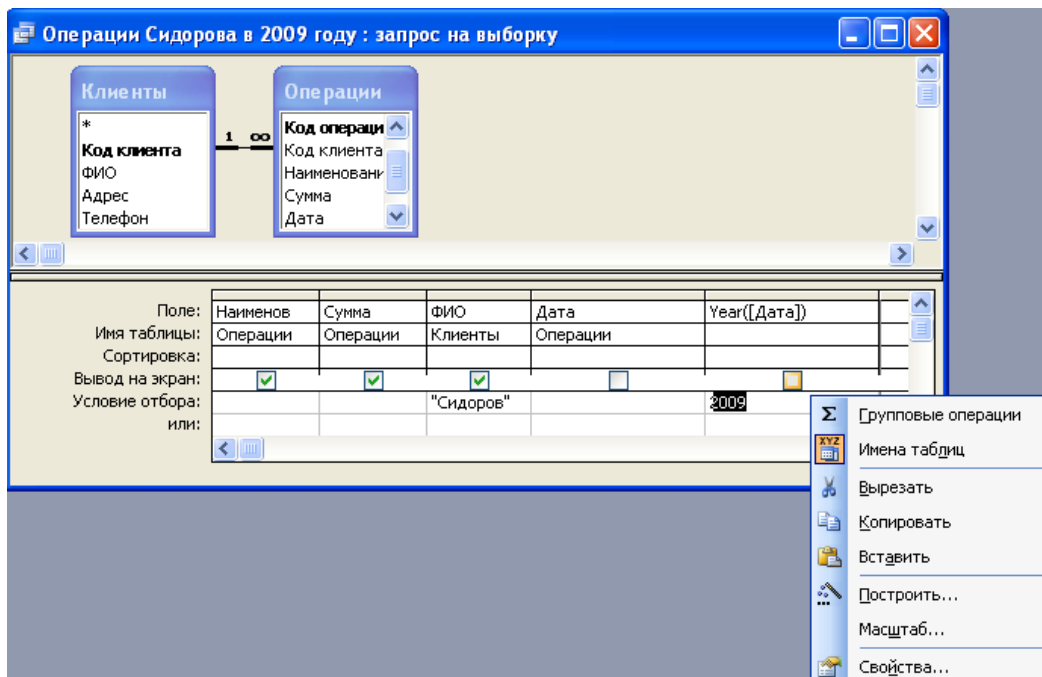 Операции Сидорова в 2009 году : запрос на выборку
Клиенты
*
Код клиента
ФИО
Адрес
Телефон
1 ∞
Операции
Код операци
Код клиента
Наименовани
Сумма
Дата
Поле: Наименов Сумма ФИО Дата Year([Дата])
Имя таблицы: Операции Операции Клиенты Операции
Сортировка:
Вывод на экран:
Условие отбора: "Сидоров" 2009
или:
Групповые операции
XYZ Имена таблиц
Вырезать
Копировать
Вставить
Построить...
Масштаб...
Свойства...